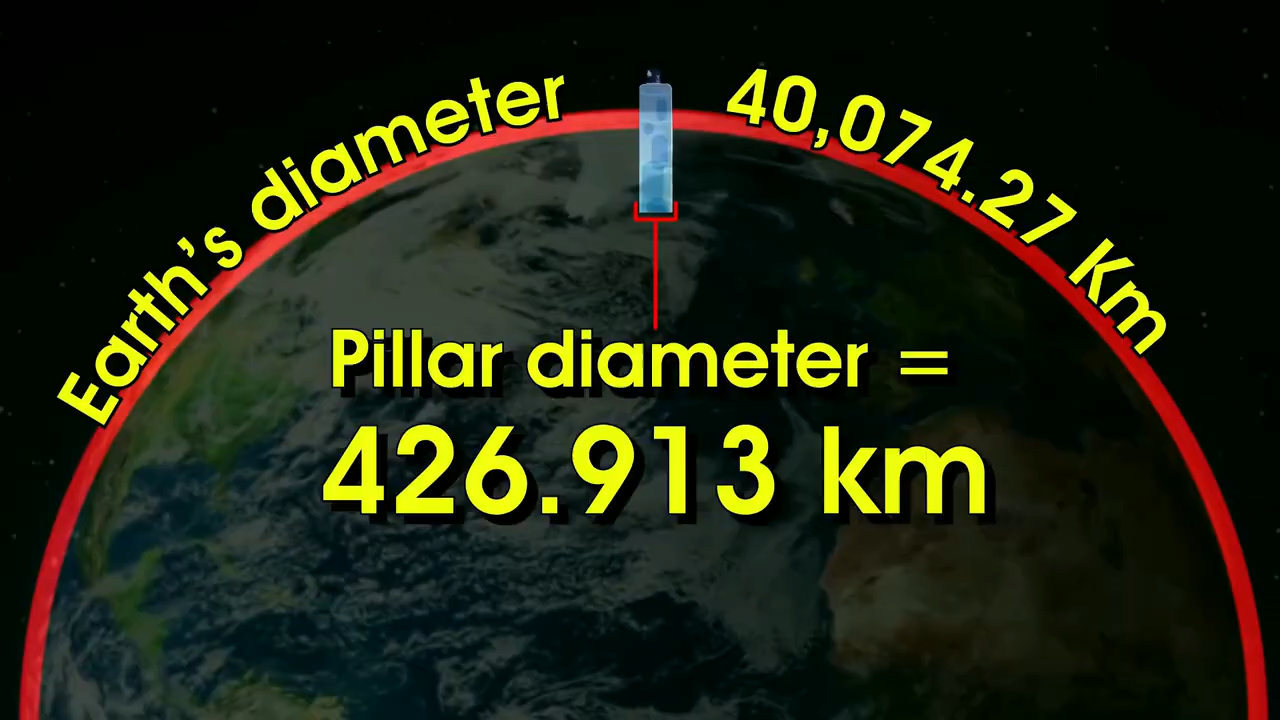 Earth's diameter
40,074.27 Km
Pillar diameter =
426.913 km